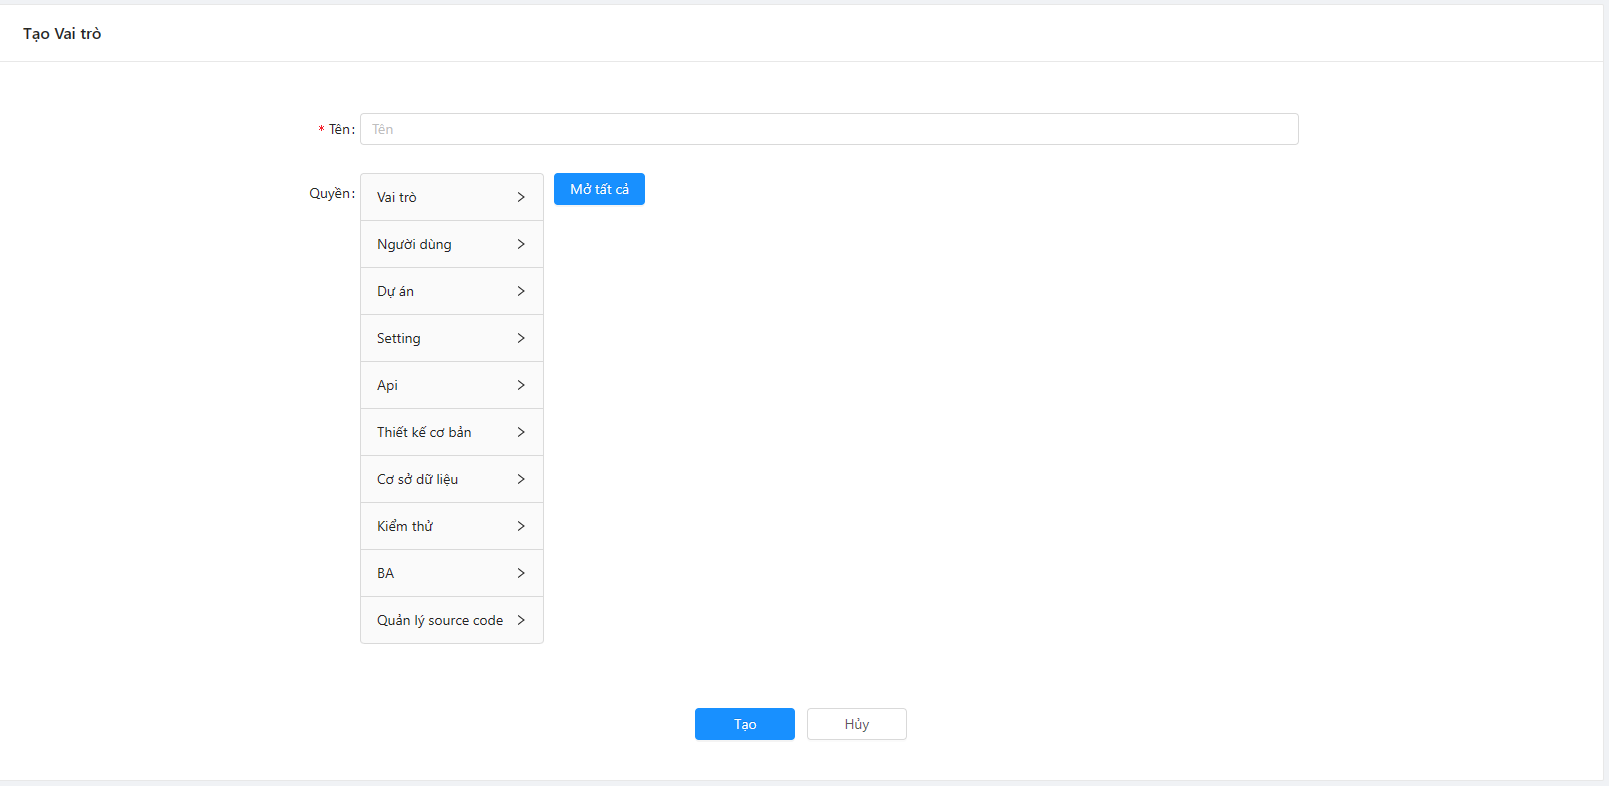 Tạo Vai trò
* Tên:
Tên
Quyền:
Vai trò
Mở tất cả
Người dùng
Dự án
Setting
Api
Thiết kế cơ bản
Cơ sở dữ liệu
Kiểm thử
BA
Quản lý source code
Tạo
Hủy